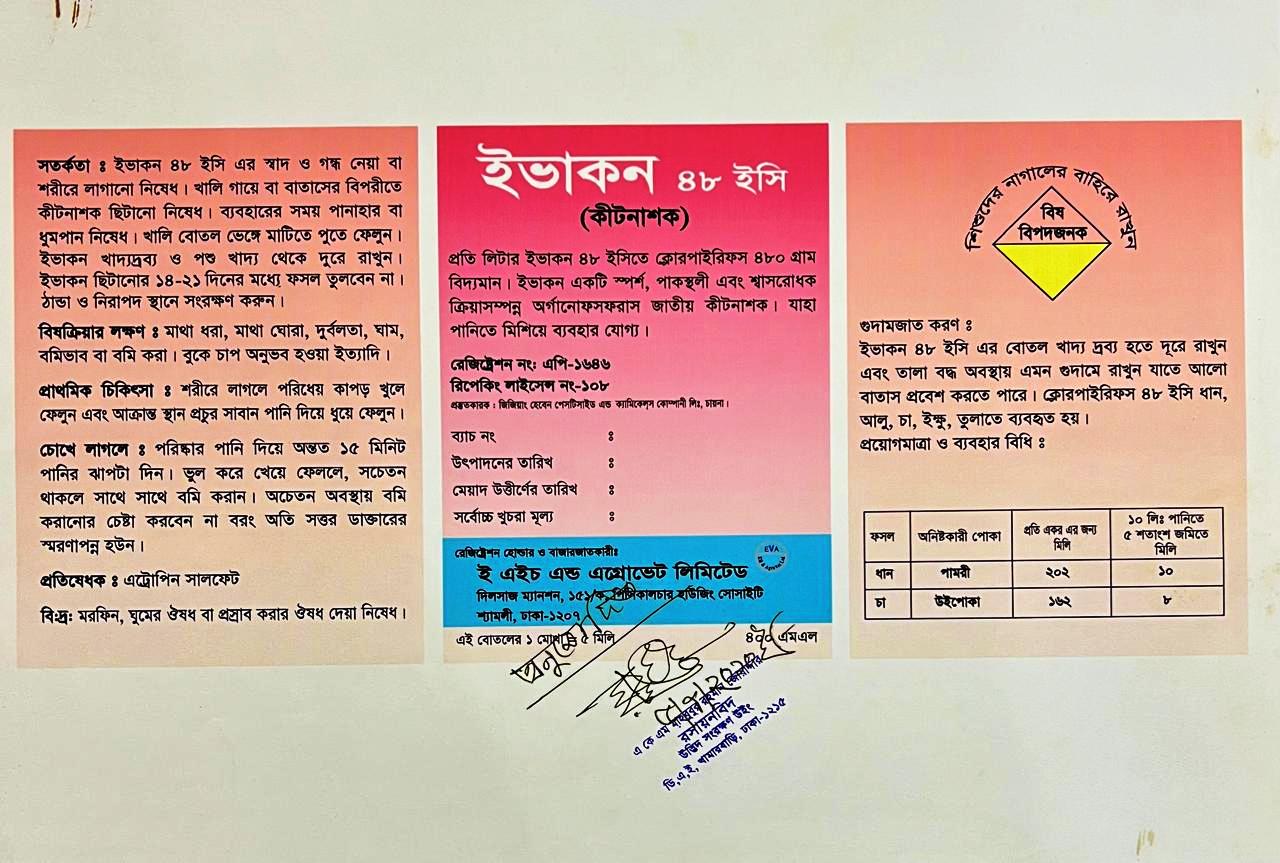 সতর্কতা ঃ ইভাকন ৪৮ ইসি এর স্বাদ ও গন্ধ নেয়া বা
শরীরে লাগানো নিষেধ। খালি গায়ে বা বাতাসের বিপরীতে
কীটনাশক ছিটানো নিষেধ। ব্যবহারের সময় পানাহার বা
ধুমপান নিষেধ। খালি বোতল ভেঙ্গে মাটিতে পুতে ফেলুন।
ইভাকন খাদ্যদ্রব্য ও পশু খাদ্য থেকে দুরে রাখুন।
ইভাকন ছিটানোর ১৪-২১ দিনের মধ্যে ফসল তুলবেন না।
ঠান্ডা ও নিরাপদ স্থানে সংরক্ষণ করুন।
বিষক্রিয়ার লক্ষণ ঃ মাথা ধরা, মাথা ঘোরা, দুর্বলতা, ঘাম,
বমিভাব বা বমি করা। বুকে চাপ অনুভব হওয়া ইত্যাদি।
প্রাথমিক চিকিৎসা ঃ শরীরে লাগলে পরিধেয় কাপড় খুলে
ফেলুন এবং আক্রান্ত স্থান প্রচুর সাবান পানি দিয়ে ধুয়ে ফেলুন।
চোখে লাগলে ঃ পরিষ্কার পানি দিয়ে অন্তত ১৫ মিনিট
পানির ঝাপটা দিন। ভুল করে খেয়ে ফেললে, সচেতন
থাকলে সাথে সাথে বমি করান। অচেতন অবস্থায় বমি
করানোর চেষ্টা করবেন না বরং অতি সত্তর ডাক্তারের
স্মরণাপন্ন হউন।
প্রতিষেধক ঃ এট্রোপিন সালফেট
বিঃদ্র: মরফিন, ঘুমের ঔষধ বা প্রস্রাব করার ঔষধ দেয়া নিষেধ।
ইভাকন ৪৮ ইসি
(কীটনাশক)
প্রতি লিটার ইভাকন ৪৮ ইসিতে ক্লোরপাইরিফস ৪৮০ গ্রাম
বিদ্যমান। ইভাকন একটি স্পর্শ, পাকস্থলী এবং শ্বাসরোধক
ক্রিয়াসম্পন্ন অর্গানোফসফরাস জাতীয় কীটনাশক। যাহা
পানিতে মিশিয়ে ব্যবহার যোগ্য।
রেজিষ্ট্রেশন নং: এপি-১৬৪৬
রিপেকিং লাইসেন্স নং-১০৮
প্রস্তুতকারক : জিজিয়াং হেবেন পেসটিসাইড এন্ড ক্যামিকেলস কোম্পানী লিঃ, চায়না।
ব্যাচ নং ঃ
উৎপাদনের তারিখ ঃ
মেয়াদ উত্তীর্ণের তারিখ ঃ
সর্বোচ্চ খুচরা মূল্য ঃ
রেজিষ্ট্রেশন হোল্ডার ও বাজারজাতকারীঃ
EVA
ই এইচ এন্ড এগ্রোভেট লিমিটেড
দিলসাজ ম্যানশন, ১৫১/ক, পিসিকালচার হাউজিং সোসাইটি
শ্যামলী, ঢাকা-১২০৭
এই বোতলের ১ মোখা = ৫ মিলি ৪০০ এমএল
এ কে এম
রসায়নবিদ
উদ্ভিদ সংরক্ষণ উইং
ডি,এ,ই, খামারবাড়ি, ঢাকা-১২১৫
শিশুদের নাগালের বাহিরে রাখুন
বিষ
বিপদজনক
গুদামজাত করণ ঃ
ইভাকন ৪৮ ইসি এর বোতল খাদ্য দ্রব্য হতে দূরে রাখুন
এবং তালা বদ্ধ অবস্থায় এমন গুদামে রাখুন যাতে আলো
বাতাস প্রবেশ করতে পারে। ক্লোরপাইরিফস ৪৮ ইসি ধান,
আলু, চা, ইক্ষু, তুলাতে ব্যবহৃত হয়।
প্রয়োগমাত্রা ও ব্যবহার বিধি ঃ
ফসল অনিষ্টকারী পোকা প্রতি একর এর জন্য মিলি ১০ লিঃ পানিতে ৫ শতাংশ জমিতে মিলি
ধান পামরী ২০২ ১০
চা উইপোকা ১৬২ ৮